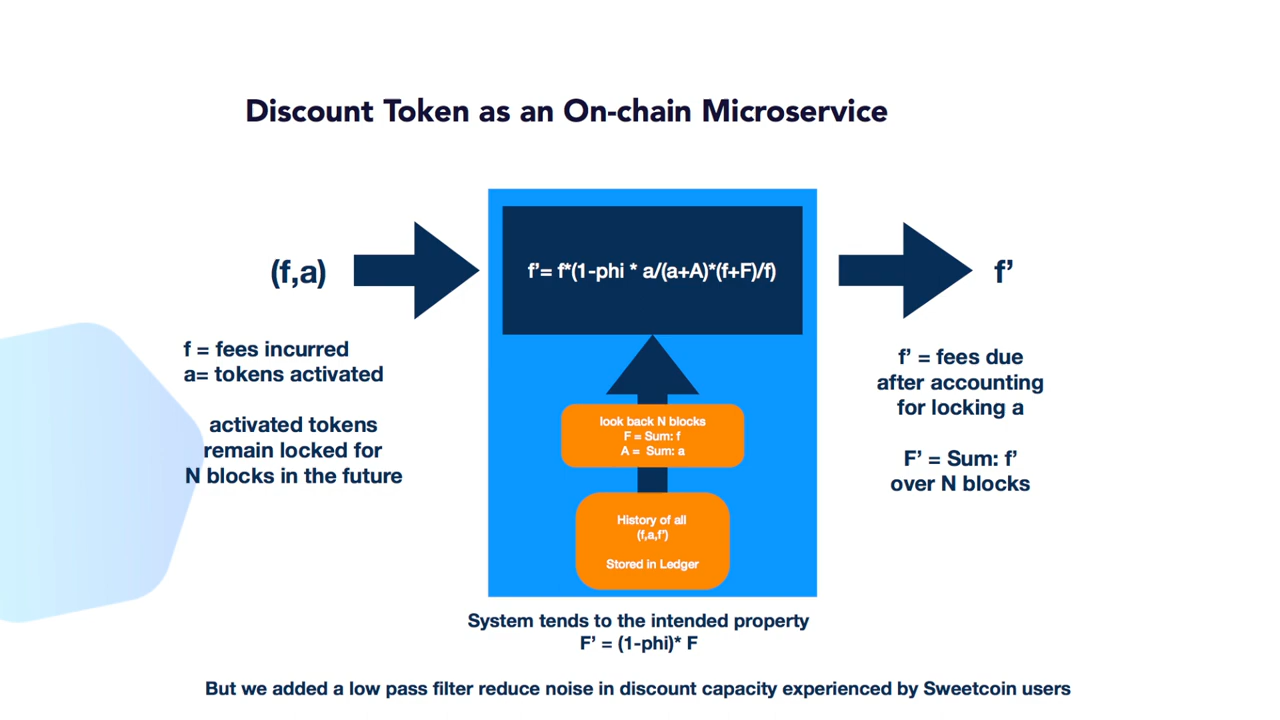 Discount Token as an On-chain Microservice
(f,a)
f’= f*(1-phi * a/(a+A)*(f+F)/f)
f’
f = fees incurred
a= tokens activated
activated tokens
remain locked for
N blocks in the future
look back N blocks
F = Sum: f
A = Sum: a
History of all
(f,a,f’)
Stored in Ledger
f’ = fees due
after accounting
for locking a
F’ = Sum: f’
over N blocks
System tends to the intended property
F’ = (1-phi)* F
But we added a low pass filter reduce noise in discount capacity experienced by Sweetcoin users